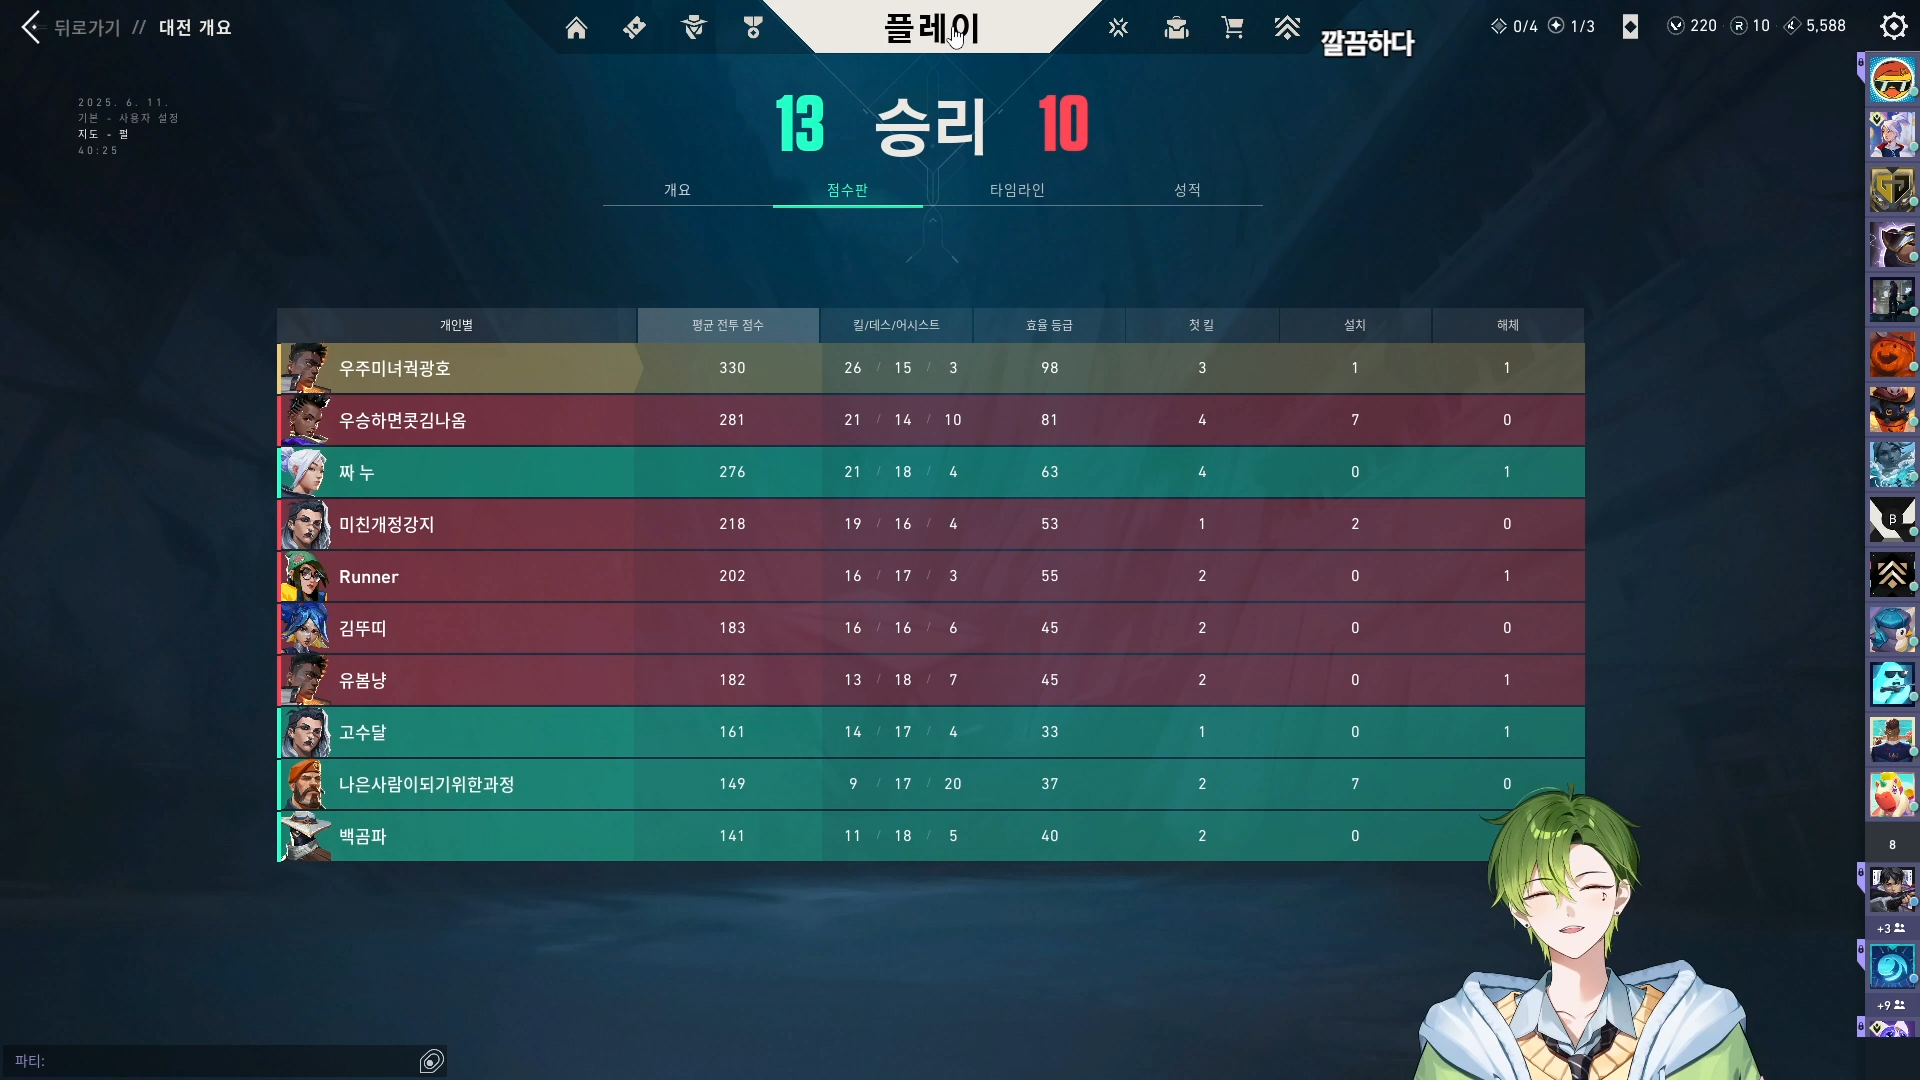 뒤로가기 // 대전 개요
플레이
깔끔하다
0/4 1/3
220 R 10 5,588
2025. 6. 11.
기본 - 사용자 설정
지도 - 펄
40:25
13 승리 10
개요 점수판 타임라인 성적
개인별 평균 전투 점수 킬/데스/어시스트 효율 등급 첫 킬 설치 해체
우주미녀궉광호 330 26 / 15 / 3 98 3 1 1
우승하면콧김나옴 281 21 / 14 / 10 81 4 7 0
짜 누 276 21 / 18 / 4 63 4 0 1
미친개정강지 218 19 / 16 / 4 53 1 2 0
Runner 202 16 / 17 / 3 55 2 0 1
김뚜띠 183 16 / 16 / 6 45 2 0 0
유봄냥 182 13 / 18 / 7 45 2 0 1
고수달 161 14 / 17 / 4 33 1 0 1
나은사람이되기위한과정 149 9 / 17 / 20 37 2 7 0
백곰파 141 11 / 18 / 5 40 2 0
B
8
+3
+9
파티: